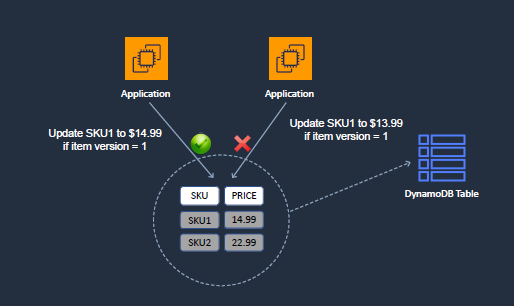 Application
Application
Update SKU1 to $14.99
if item version = 1
Update SKU1 to $13.99
if item version = 1
DynamoDB Table
SKU PRICE
SKU1 14.99
SKU2 22.99